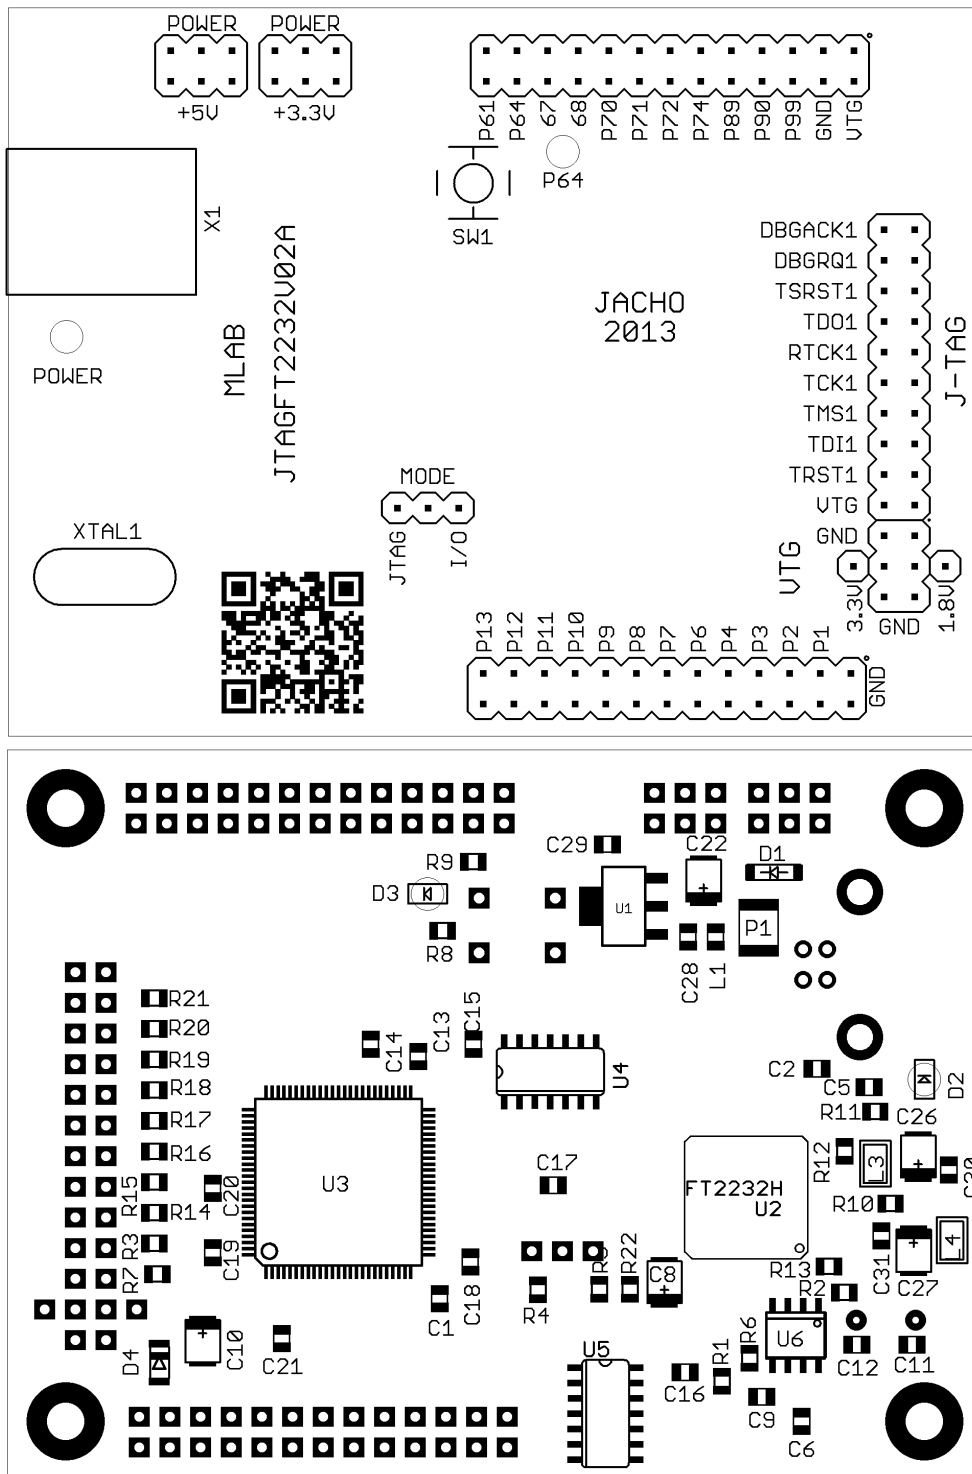 POWER
POWER
+5V
+3.3V
P61
P64
67
68
P70
P71
P72
P74
P89
P90
P99
GND
VTG
P64
SW1
X1
POWER
MLAB
JTAGFT2232V02A
JACHO
2013
DBGACK1
DBGRQ1
TSRST1
TDO1
RTCK1
TCK1
TMS1
TDI1
TRST1
VTG
GND
J-TAG
VTG
3.3V
GND
1.8V
MODE
JTAG
I/O
XTAL1
P13
P12
P11
P10
P9
P8
P7
P6
P4
P3
P2
P1
GND
C29
C22
D1
R9
D3
U1
P1
R8
C28
L1
R21
R20
R19
R18
R17
R16
R15
R14
R3
R7
C14
C13
C15
U4
C2
C5
D2
R11
C26
R12
L3
C30
R10
U3
C20
C19
C17
FT2232H
U2
C31
C27
L4
R13
R2
C18
C1
R4
R22
C8
D4
C10
C21
U5
C16
R1
R6
U6
C12
C11
C9
C6